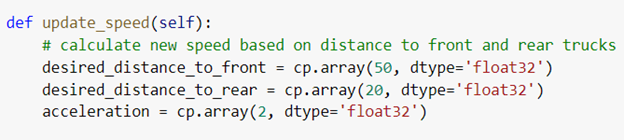 def update_speed(self):
    # calculate new speed based on distance to front and rear trucks
    desired_distance_to_front = cp.array(50, dtype='float32')
    desired_distance_to_rear = cp.array(20, dtype='float32')
    acceleration = cp.array(2, dtype='float32')